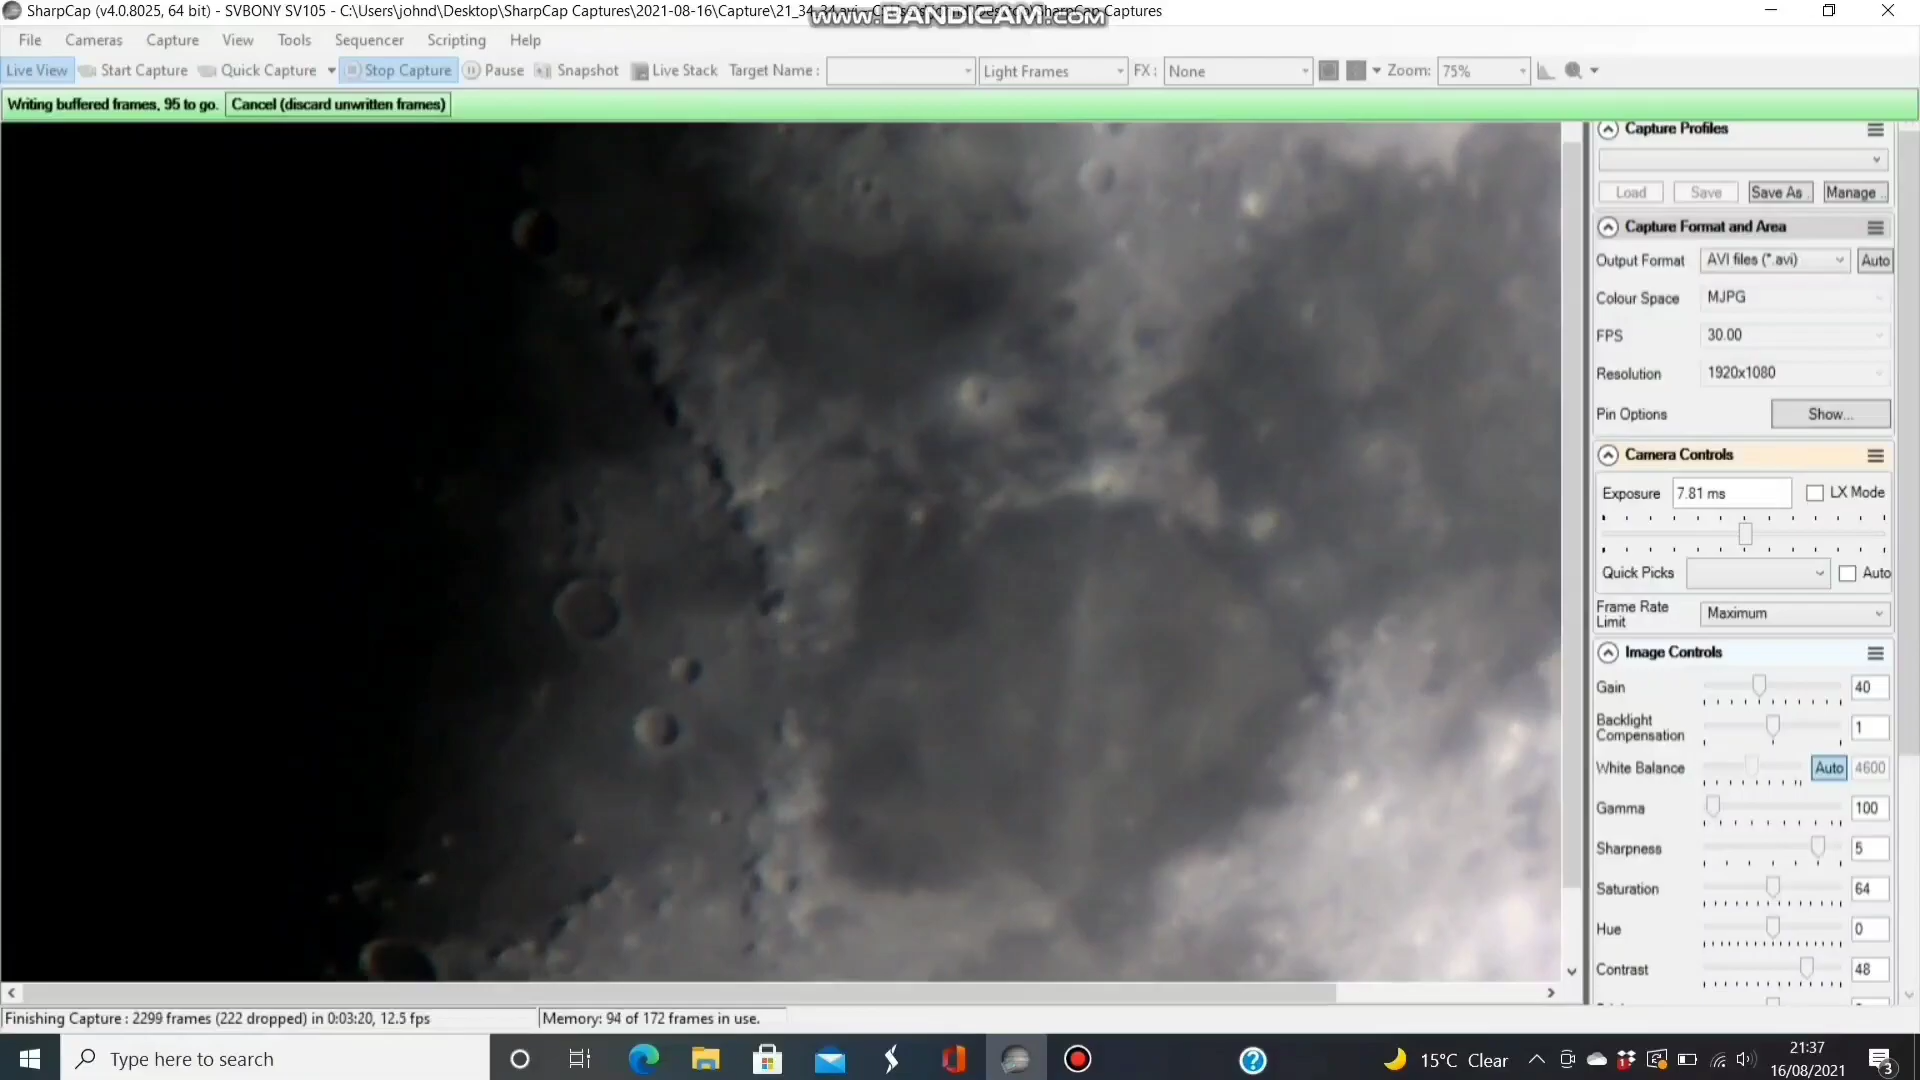 SharpCap (v4.0.8025, 64 bit) - SVBONY SV105 - C:\Users\johnd\Desktop\SharpCap Captures\2021-08-16\Capture\21_34_34.avi - Captures
www.BANDICAM.com
File Cameras Capture View Tools Sequencer Scripting Help
Live View Start Capture Quick Capture Stop Capture Pause Snapshot Live Stack Target Name : Light Frames FX : None Zoom: 75%
Writing buffered frames, 95 to go. Cancel (discard unwritten frames)
Capture Profiles
Load Save Save As Manage
Capture Format and Area
Output Format AVI files (*.avi) Auto
Colour Space MJPG
FPS 30.00
Resolution 1920x1080
Pin Options Show...
Camera Controls
Exposure 7.81 ms LX Mode
Quick Picks Auto
Frame Rate Limit Maximum
Image Controls
Gain 40
Backlight Compensation 1
White Balance Auto 4600
Gamma 100
Sharpness 5
Saturation 64
Hue 0
Contrast 48
Finishing Capture : 2299 frames (222 dropped) in 0:03:20, 12.5 fps Memory: 94 of 172 frames in use.
Type here to search 15°C Clear 21:37
16/08/2021 3